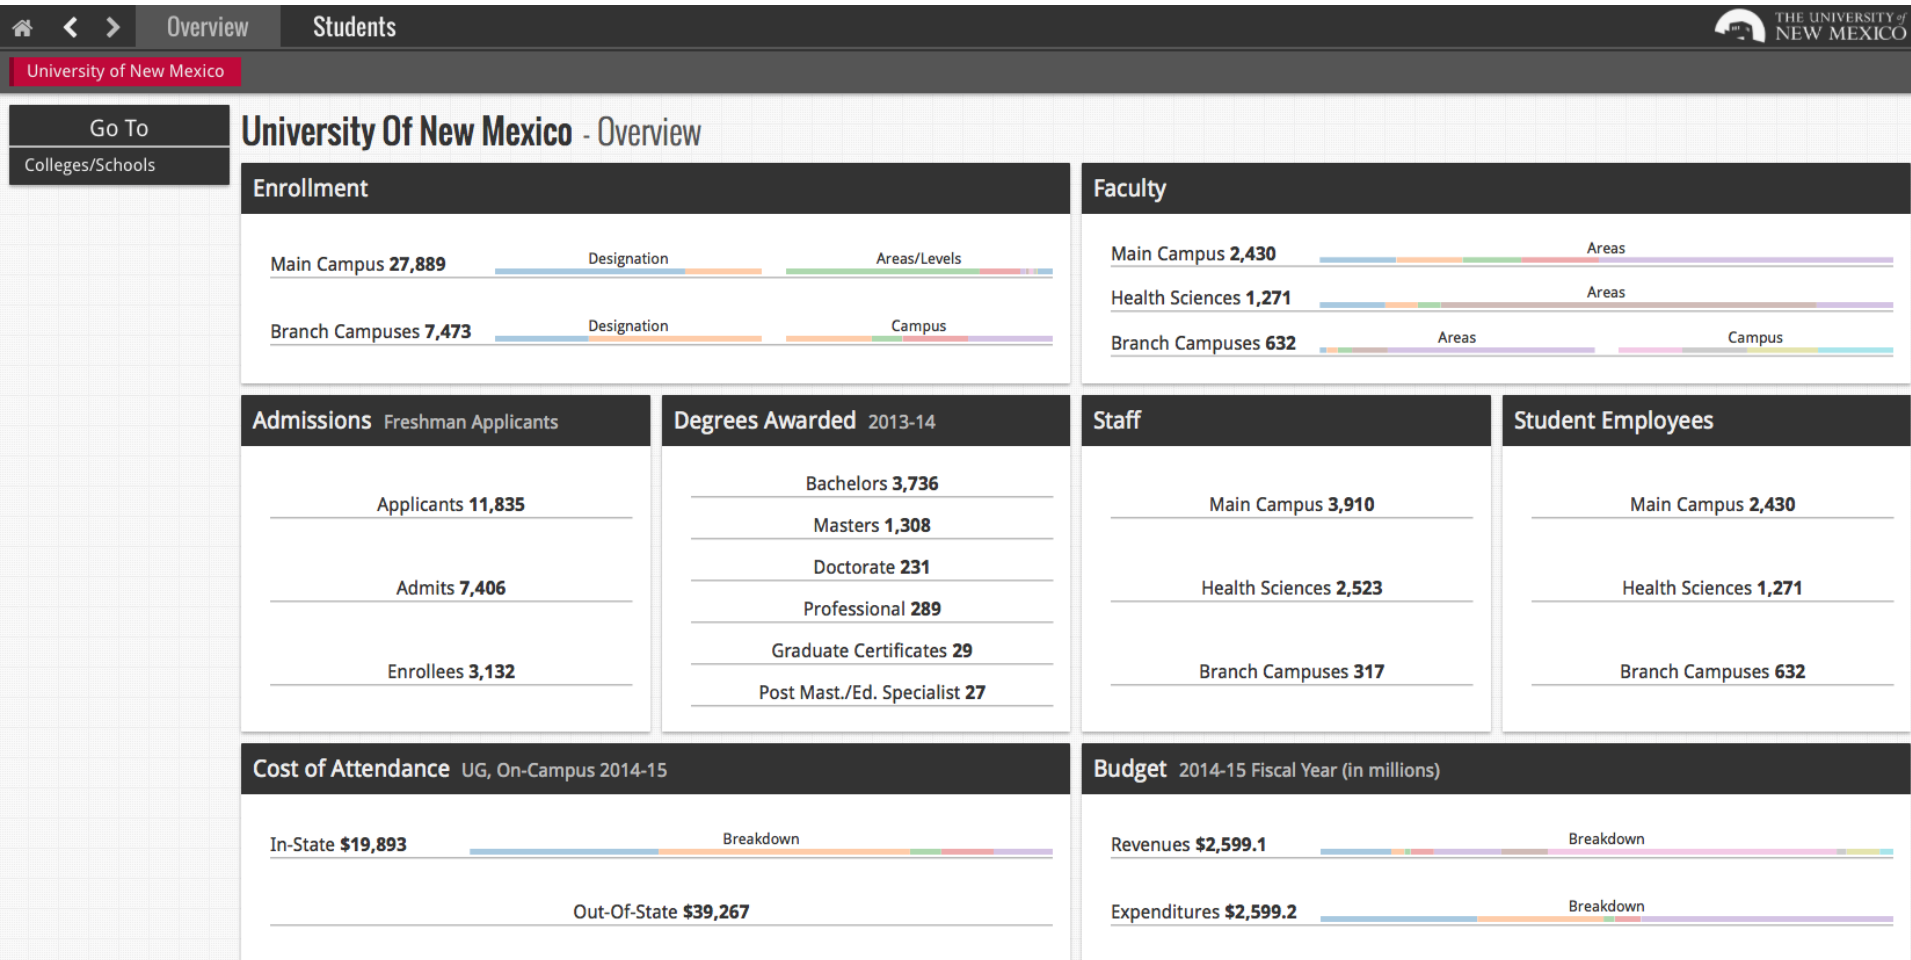 Overview
Students
THE UNIVERSITY of
NEW MEXICO
University of New Mexico
Go To
Colleges/Schools
University Of New Mexico - Overview
Enrollment
Main Campus 27,889
Designation
Areas/Levels
Branch Campuses 7,473
Designation
Campus
Faculty
Main Campus 2,430
Areas
Health Sciences 1,271
Areas
Branch Campuses 632
Areas
Campus
Admissions Freshman Applicants
Applicants 11,835
Admits 7,406
Enrollees 3,132
Degrees Awarded 2013-14
Bachelors 3,736
Masters 1,308
Doctorate 231
Professional 289
Graduate Certificates 29
Post Mast./Ed. Specialist 27
Staff
Main Campus 3,910
Health Sciences 2,523
Branch Campuses 317
Student Employees
Main Campus 2,430
Health Sciences 1,271
Branch Campuses 632
Cost of Attendance UG, On-Campus 2014-15
In-State $19,893
Breakdown
Out-Of-State $39,267
Budget 2014-15 Fiscal Year (in millions)
Revenues $2,599.1
Breakdown
Expenditures $2,599.2
Breakdown